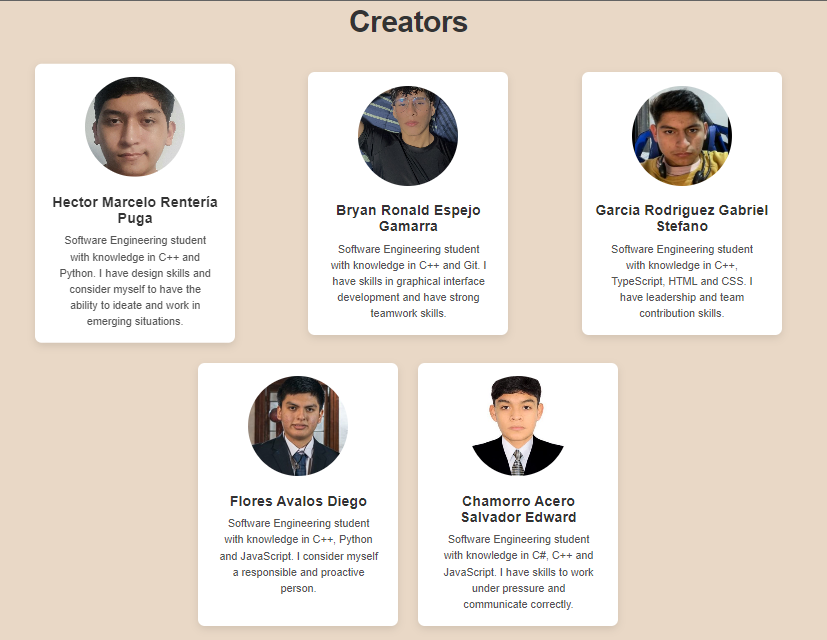 Creators
Hector Marcelo Rentería
Puga
Software Engineering student
with knowledge in C++ and
Python. I have design skills and
consider myself to have the
ability to ideate and work in
emerging situations.
Bryan Ronald Espejo
Gamarra
Software Engineering student
with knowledge in C++ and Git. I
have skills in graphical interface
development and have strong
teamwork skills.
Garcia Rodriguez Gabriel
Stefano
Software Engineering student
with knowledge in C++,
TypeScript, HTML and CSS. I
have leadership and team
contribution skills.
Flores Avalos Diego
Software Engineering student
with knowledge in C++, Python
and JavaScript. I consider myself
a responsible and proactive
person.
Chamorro Acero
Salvador Edward
Software Engineering student
with knowledge in C#, C++ and
JavaScript. I have skills to work
under pressure and
communicate correctly.